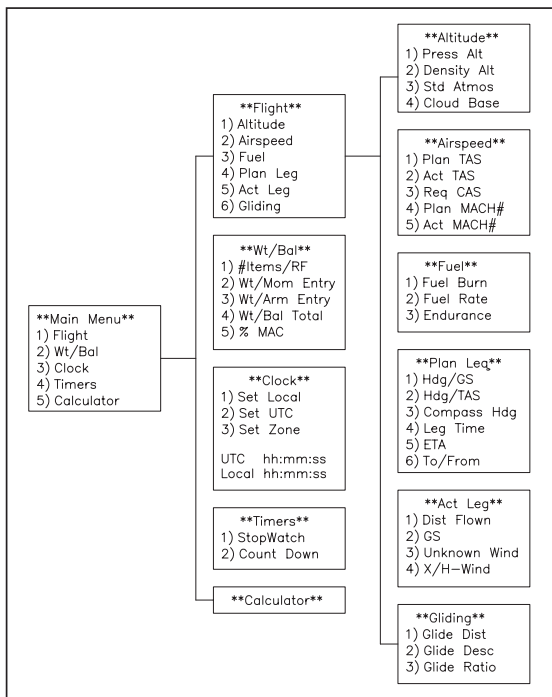 **Main Menu**
1) Flight
2) Wt/Bal
3) Clock
4) Timers
5) Calculator
**Flight**
1) Altitude
2) Airspeed
3) Fuel
4) Plan Leg
5) Act Leg
6) Gliding
**Wt/Bal**
1) #Items/RF
2) Wt/Mom Entry
3) Wt/Arm Entry
4) Wt/Bal Total
5) % MAC
**Clock**
1) Set Local
2) Set UTC
3) Set Zone
UTC hh:mm:ss
Local hh:mm:ss
**Timers**
1) StopWatch
2) Count Down
**Calculator**
**Altitude**
1) Press Alt
2) Density Alt
3) Std Atmos
4) Cloud Base
**Airspeed**
1) Plan TAS
2) Act TAS
3) Req CAS
4) Plan MACH#
5) Act MACH#
**Fuel**
1) Fuel Burn
2) Fuel Rate
3) Endurance
**Plan Leg**
1) Hdg/GS
2) Hdg/TAS
3) Compass Hdg
4) Leg Time
5) ETA
6) To/From
**Act Leg**
1) Dist Flown
2) GS
3) Unknown Wind
4) X/H-Wind
**Gliding**
1) Glide Dist
2) Glide Desc
3) Glide Ratio